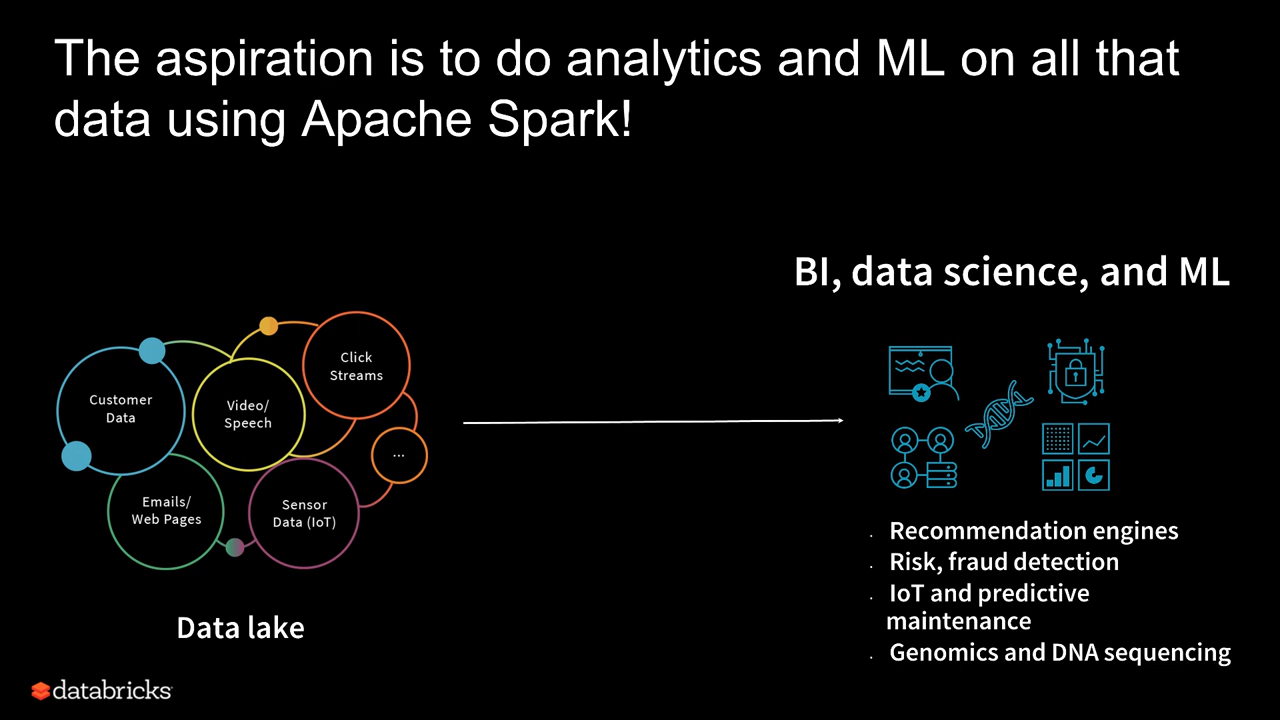 The aspiration is to do analytics and ML on all that
data using Apache Spark!
BI, data science, and ML
Click
Streams
Customer
Data
Video/
Speech
...
Emails/
Web Pages
Sensor
Data (IoT)
Data lake
· Recommendation engines
· Risk, fraud detection
· IoT and predictive
maintenance
· Genomics and DNA sequencing
databricks